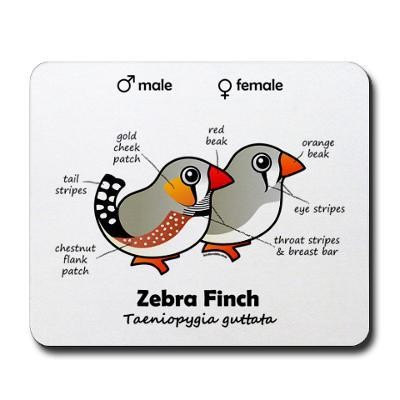 ♂ male
♀ female
gold
cheek
patch
red
beak
orange
beak
tail
stripes
eye stripes
chestnut
flank
patch
throat stripes
& breast bar
Zebra Finch
Taeniopygia guttata